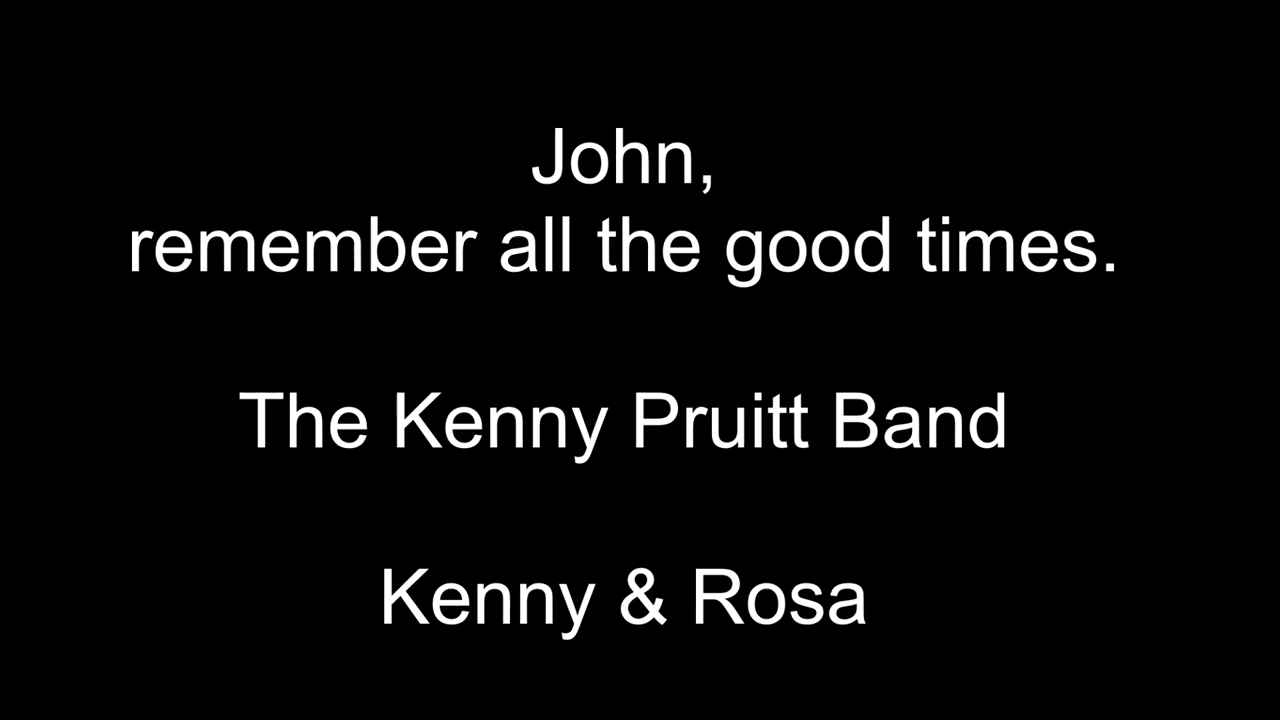 John,
remember all the good times.
The Kenny Pruitt Band
Kenny & Rosa